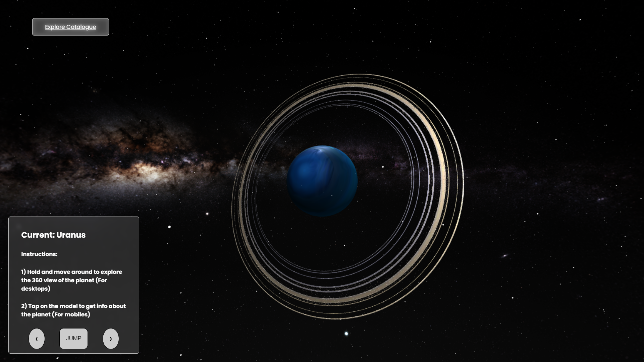 Explore Catalogue
Current: Uranus
Instructions:
1) Hold and move around to explore
the 360 view of the planet (For
desktops)
2) Tap on the model to get info about
the planet (For mobiles)
‹ JUMP ›